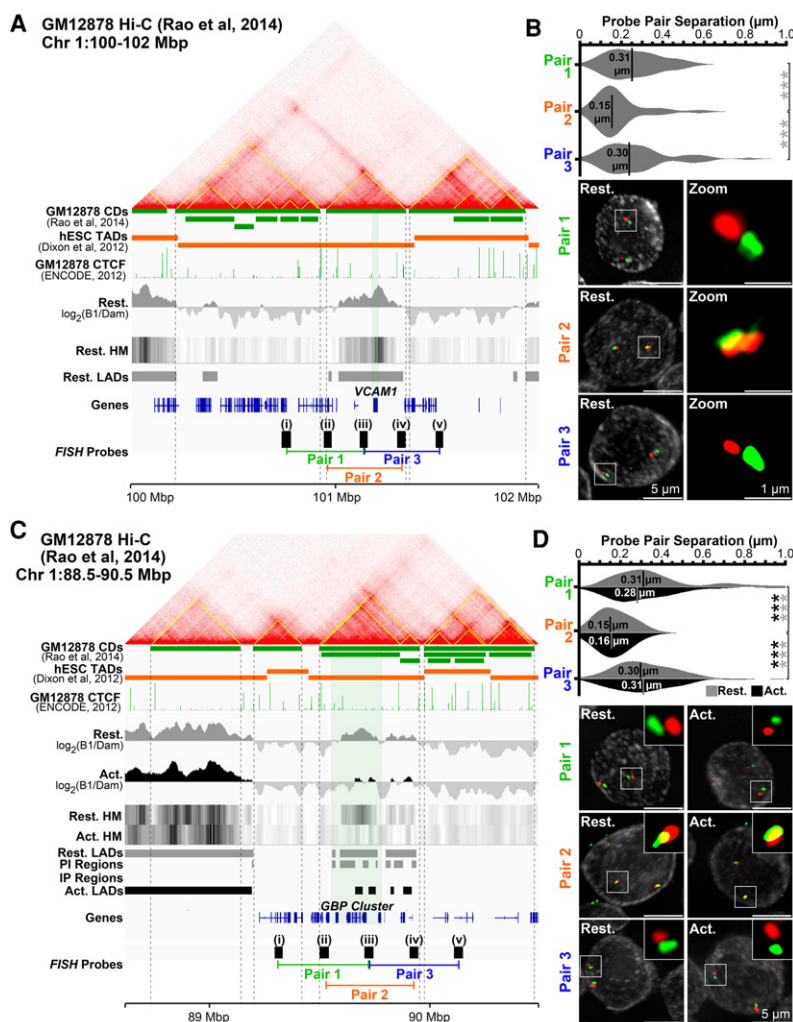 A
GM12878 Hi-C (Rao et al, 2014)
Chr 1:100-102 Mbp
GM12878 CDs
(Rao et al, 2014)
hESC TADs
(Dixon et al, 2012)
GM12878 CTCF
(ENCODE, 2012)
Rest.
log2(B1/Dam)
Rest. HM
Rest. LADs
VCAM1
Genes
(i) (ii) (iii) (iv) (v)
FISH Probes
Pair 1 Pair 3
Pair 2
100 Mbp 101 Mbp 102 Mbp
B
Probe Pair Separation (μm)
0 0.2 0.4 0.6 0.8 1.0
Pair 1
0.31 μm
Pair 2
0.15 μm
Pair 3
0.30 μm
***
***
Rest. Zoom
Pair 1
Zoom
Pair 2
Zoom
Pair 3
5 μm 1 μm
C
GM12878 Hi-C
(Rao et al, 2014)
Chr 1:88.5-90.5 Mbp
GM12878 CDs
(Rao et al, 2014)
hESC TADs
(Dixon et al, 2012)
GM12878 CTCF
(ENCODE, 2012)
Rest.
log2(B1/Dam)
Act.
log2(B1/Dam)
Rest. HM
Act. HM
Rest. LADs
PI Regions
IP Regions
Act. LADs
GBP Cluster
Genes
(i) (ii) (iii) (iv) (v)
FISH Probes
Pair 1 Pair 3
Pair 2
89 Mbp 90 Mbp
D
Probe Pair Separation (μm)
0 0.2 0.4 0.6 0.8 1.0
Pair 1
0.31 μm
0.28 μm
Pair 2
0.15 μm
0.16 μm
Pair 3
0.30 μm
0.31 μm
***
***
***
***
Rest. Act.
Rest. Act.
Pair 1
Rest. Act.
Pair 2
Rest. Act.
Pair 3
5 μm